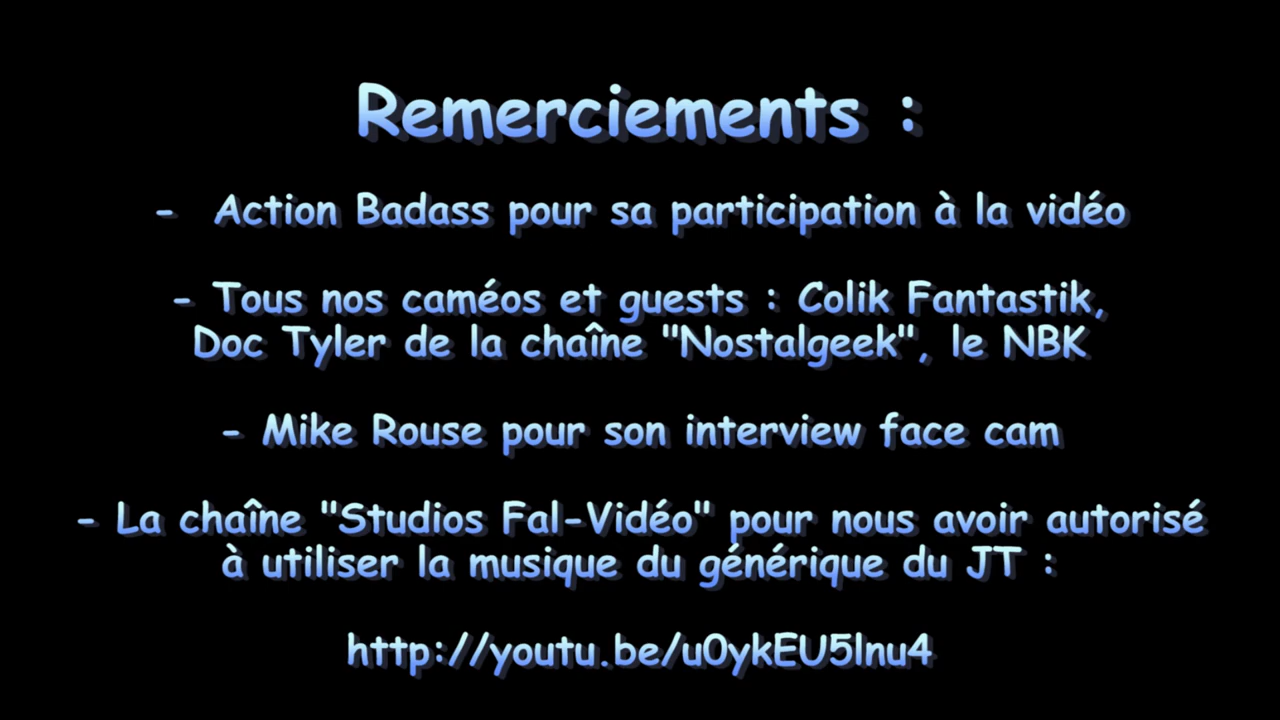 Remerciements :
- Action Badass pour sa participation à la vidéo
- Tous nos caméos et guests : Colik Fantastik,
Doc Tyler de la chaîne "Nostalgeek", le NBK
- Mike Rouse pour son interview face cam
- La chaîne "Studios Fal-Vidéo" pour nous avoir autorisé
à utiliser la musique du générique du JT :
http://youtu.be/u0ykEU5lnu4